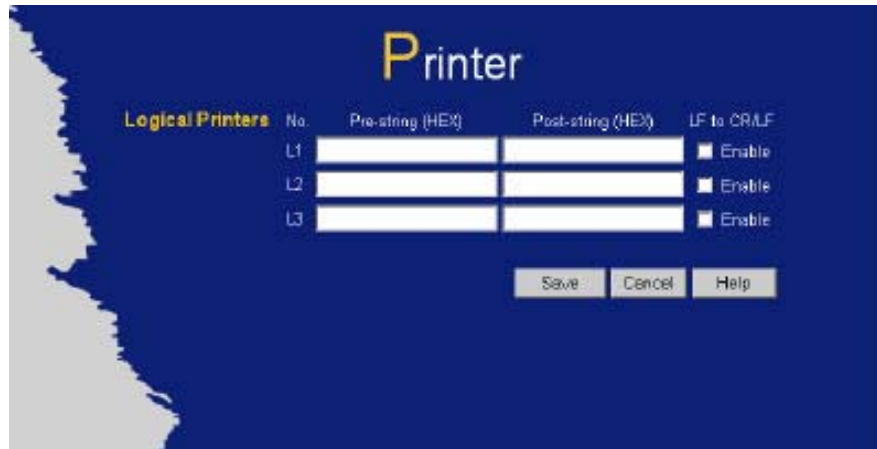 Printer
Logical Printers No. Pre-string (HEX) Post-string (HEX) LF to CR/LF
L1 Enable
L2 Enable
L3 Enable
Save Cancel Help